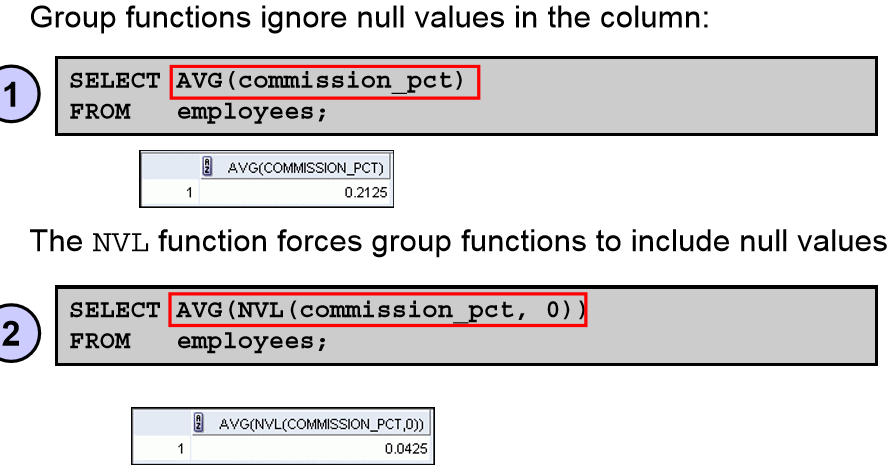 Group functions ignore null values in the column:
1
SELECT AVG(commission_pct)
FROM employees;
A Z AVG(COMMISSION_PCT)
1 0.2125
The NVL function forces group functions to include null values
2
SELECT AVG(NVL(commission_pct, 0))
FROM employees;
A Z AVG(NVL(COMMISSION_PCT,0))
1 0.0425